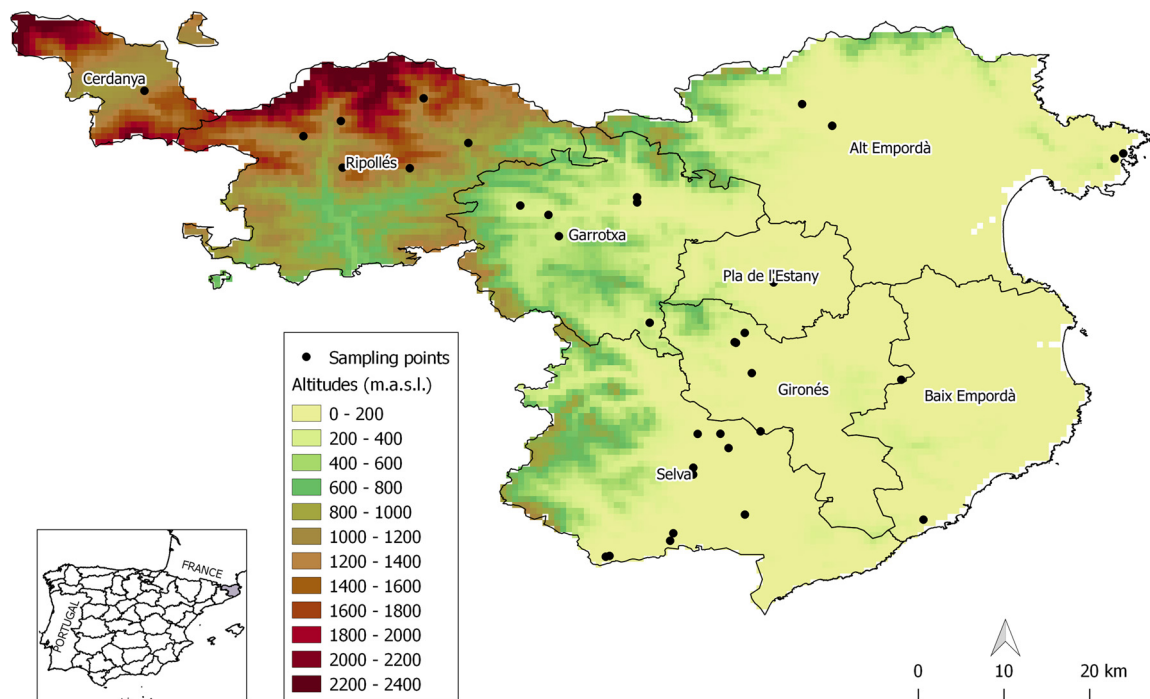 Cerdanya
Ripollés
Alt Empordà
Garrotxa
Pla de l'Estany
Gironés
Baix Empordà
Selva
Sampling points
Altitudes (m.a.s.l.)
0 - 200
200 - 400
400 - 600
600 - 800
800 - 1000
1000 - 1200
1200 - 1400
1400 - 1600
1600 - 1800
1800 - 2000
2000 - 2200
2200 - 2400
FRANCE
PORTUGAL
0 10 20 km